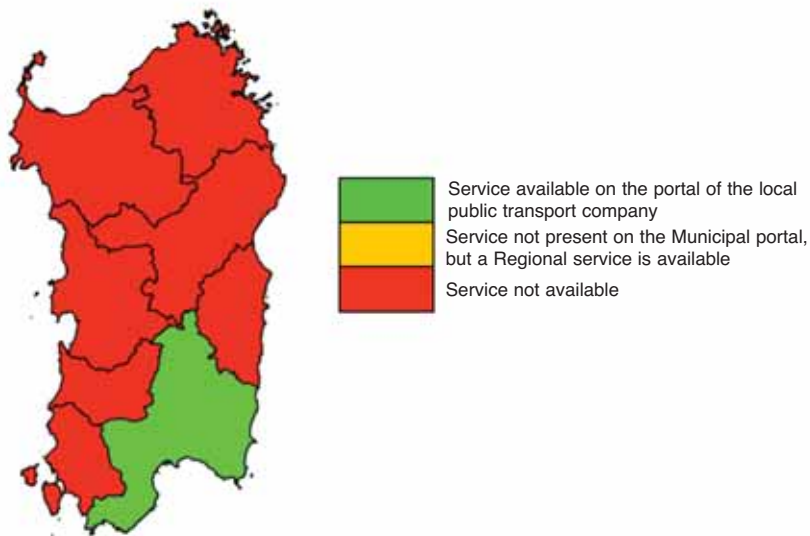 Service available on the portal of the local
public transport company
Service not present on the Municipal portal,
but a Regional service is available
Service not available